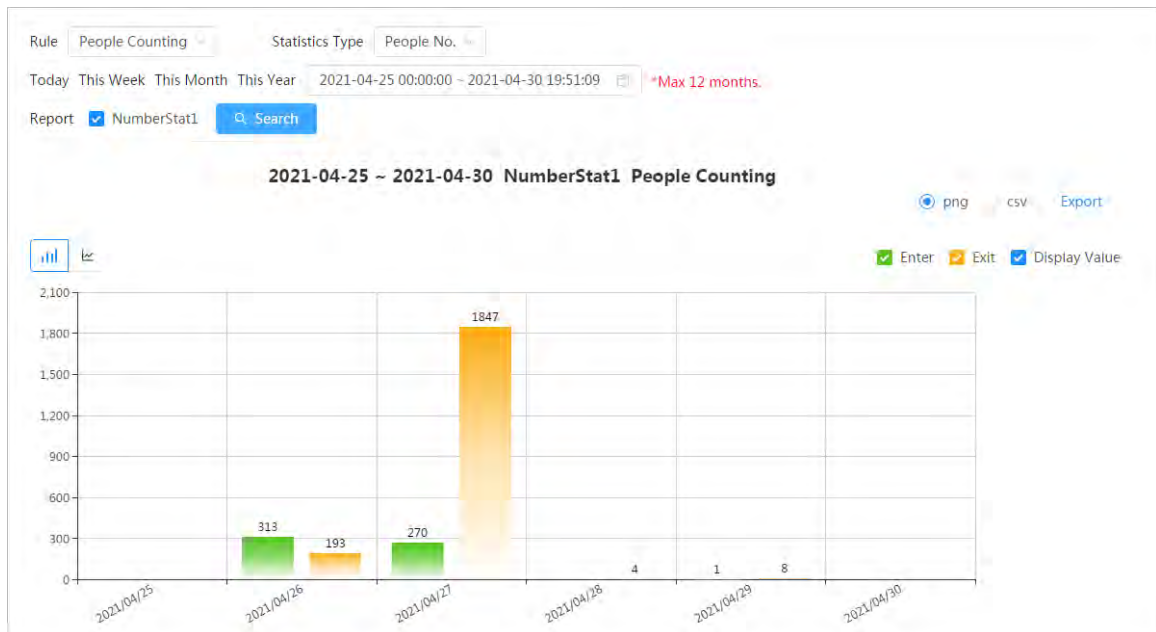 Rule People Counting Statistics Type People No.
Today This Week This Month This Year 2021-04-25 00:00:00 ~ 2021-04-30 19:51:09 *Max 12 months.
Report NumberStat1 Search
2021-04-25 ~ 2021-04-30 NumberStat1 People Counting
png csv Export
Enter Exit Display Value
2,100
1,800
1,500
1,200
900
600
300
0
1847
313
193
270
4
1
8
2021/04/25 2021/04/26 2021/04/27 2021/04/28 2021/04/29 2021/04/30